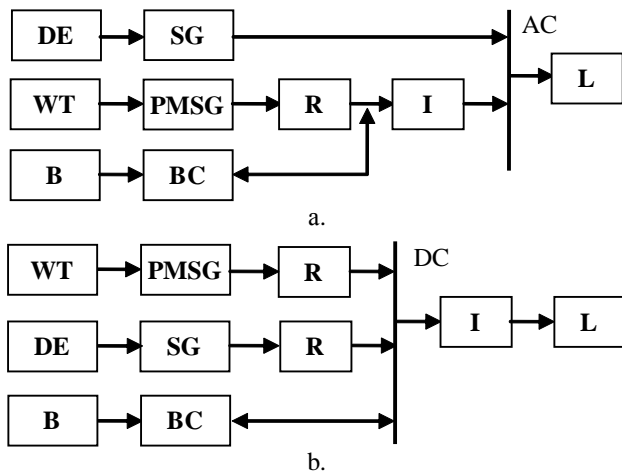 DE SG AC
L
WT PMSG R I
B BC
a.
WT PMSG R DC
I L
DE SG R
B BC
b.